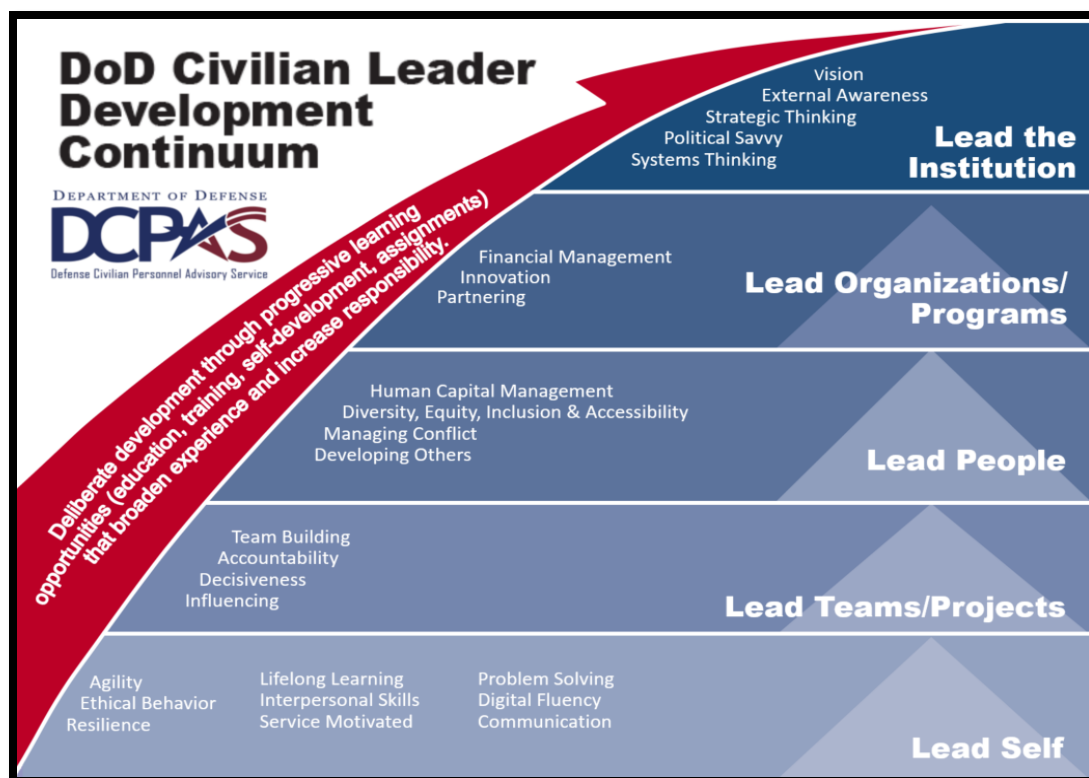 DoD Civilian Leader
Development
Continuum
DEPARTMENT OF DEFENSE
DCPAS
Defense Civilian Personnel Advisory Service
Deliberate development through progressive learning
opportunities (education, training, self-development, assignments)
that broaden experience and increase responsibility.
Vision
External Awareness
Strategic Thinking
Political Savvy
Systems Thinking
Lead the
Institution
Financial Management
Innovation
Partnering
Lead Organizations/
Programs
Human Capital Management
Diversity, Equity, Inclusion & Accessibility
Managing Conflict
Developing Others
Lead People
Team Building
Accountability
Decisiveness
Influencing
Lead Teams/Projects
Agility
Ethical Behavior
Resilience
Lifelong Learning
Interpersonal Skills
Service Motivated
Problem Solving
Digital Fluency
Communication
Lead Self